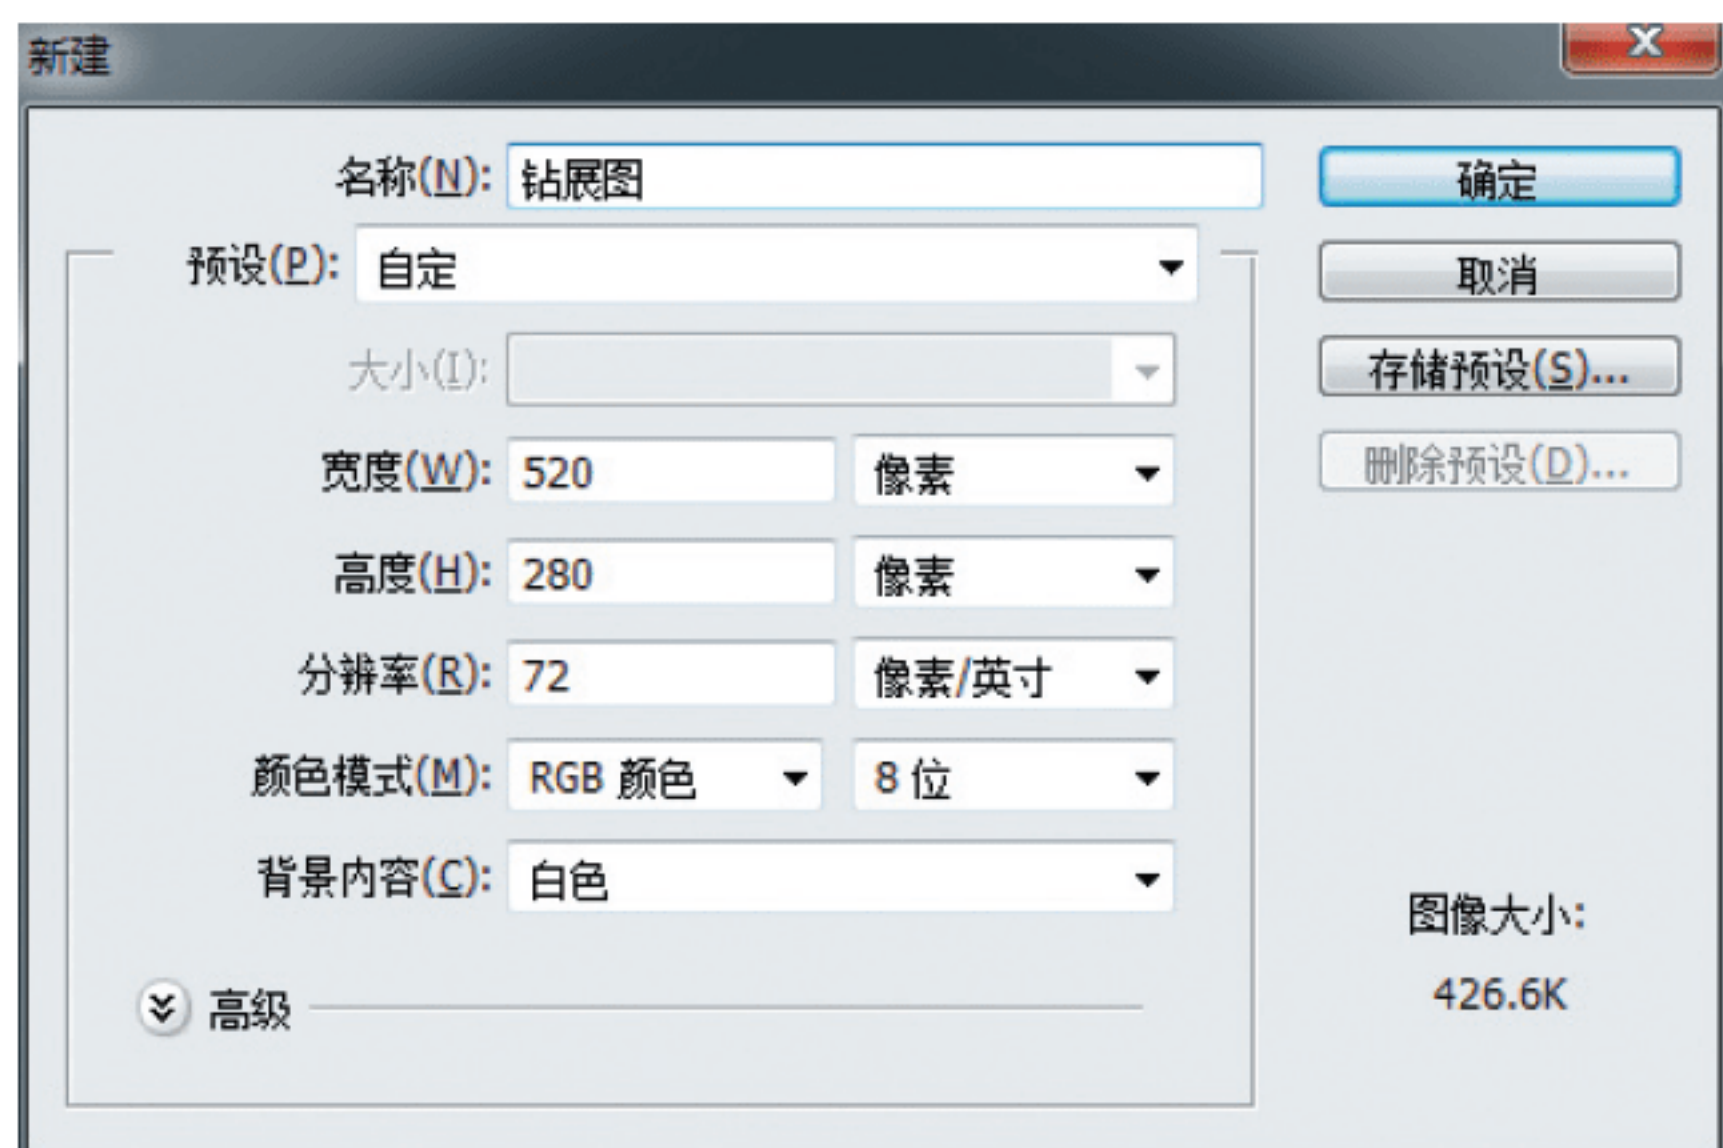 新建
名称(N): 钻展图
确定
预设(P): 自定
取消
大小(I):
存储预设(S)...
宽度(W): 520 像素
删除预设(D)...
高度(H): 280 像素
分辨率(R): 72 像素/英寸
颜色模式(M): RGB 颜色 8 位
背景内容(C): 白色
图像大小:
426.6K
高级